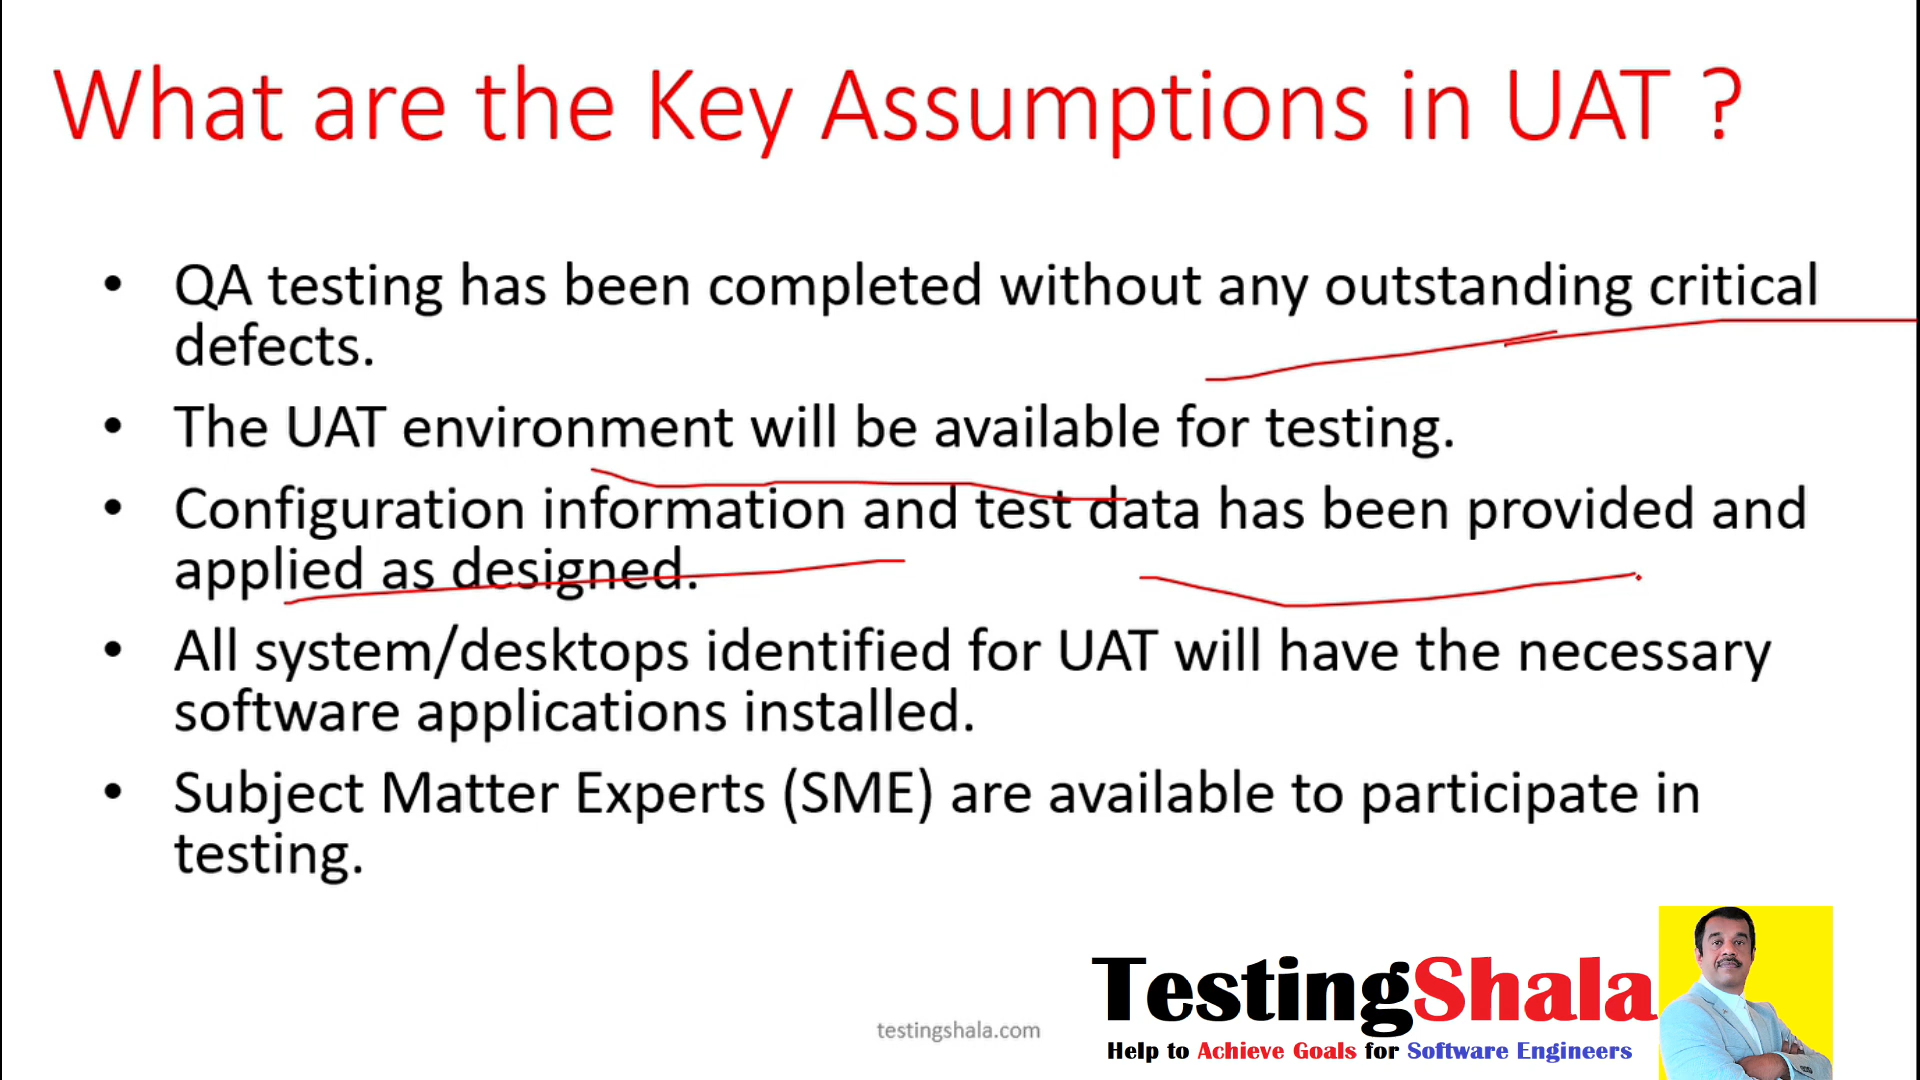 What are the Key Assumptions in UAT ?
• QA testing has been completed without any outstanding critical
defects.
• The UAT environment will be available for testing.
• Configuration information and test data has been provided and
applied as designed.
• All system/desktops identified for UAT will have the necessary
software applications installed.
• Subject Matter Experts (SME) are available to participate in
testing.
testingshala.com
TestingShala
Help to Achieve Goals for Software Engineers